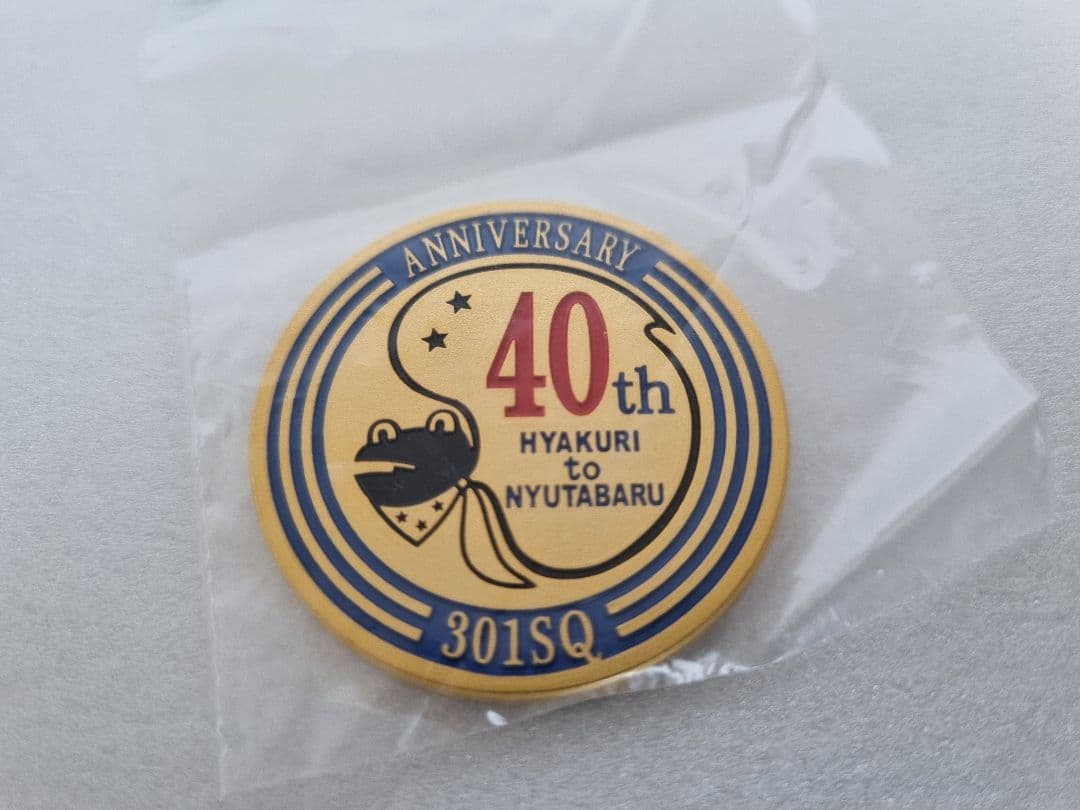 ANNIVERSARY
40th
HYAKURI
to
NYUTABARU
301SQ